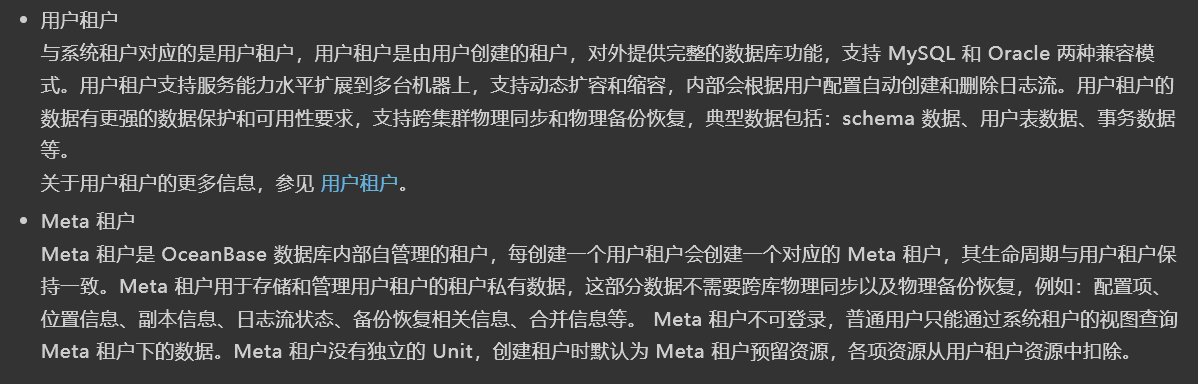 • 用户租户
与系统租户对应的是用户租户，用户租户是由用户创建的租户，对外提供完整的数据库功能，支持 MySQL 和 Oracle 两种兼容模
式。用户租户支持服务能力水平扩展到多台机器上，支持动态扩容和缩容，内部会根据用户配置自动创建和删除日志流。用户租户的
数据有更强的数据保护和可用性要求，支持跨集群物理同步和物理备份恢复，典型数据包括：schema 数据、用户表数据、事务数据
等。
关于用户租户的更多信息，参见 用户租户。
• Meta 租户
Meta 租户是 OceanBase 数据库内部自管理的租户，每创建一个用户租户会创建一个对应的 Meta 租户，其生命周期与用户租户保
持一致。Meta 租户用于存储和管理用户租户的租户私有数据，这部分数据不需要跨库物理同步以及物理备份恢复，例如：配置项、
位置信息、副本信息、日志流状态、备份恢复相关信息、合并信息等。 Meta 租户不可登录，普通用户只能通过系统租户的视图查询
Meta 租户下的数据。Meta 租户没有独立的 Unit，创建租户时默认为 Meta 租户预留资源，各项资源从用户租户资源中扣除。